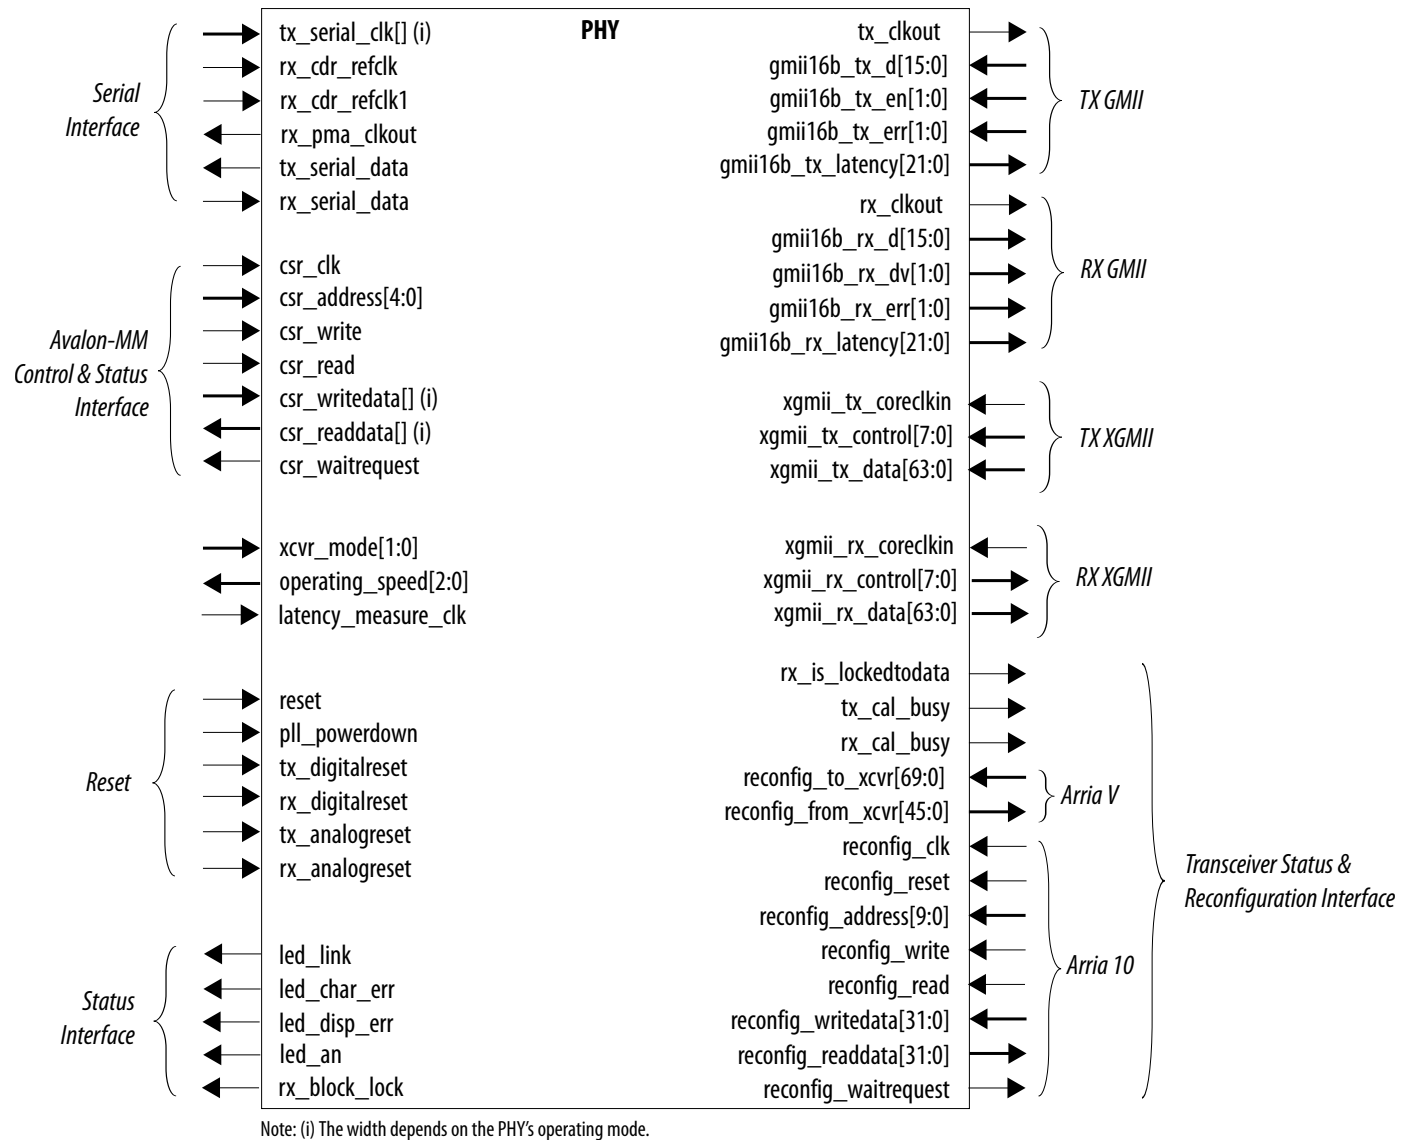 PHY
Serial
Interface
tx_serial_clk[] (i)
rx_cdr_refclk
rx_cdr_refclk1
rx_pma_clkout
tx_serial_data
rx_serial_data
Avalon-MM
Control & Status
Interface
csr_clk
csr_address[4:0]
csr_write
csr_read
csr_writedata[] (i)
csr_readdata[] (i)
csr_waitrequest
xcvr_mode[1:0]
operating_speed[2:0]
latency_measure_clk
Reset
reset
pll_powerdown
tx_digitalreset
rx_digitalreset
tx_analogreset
rx_analogreset
Status
Interface
led_link
led_char_err
led_disp_err
led_an
rx_block_lock
tx_clkout
gmii16b_tx_d[15:0]
gmii16b_tx_en[1:0]
gmii16b_tx_err[1:0]
gmii16b_tx_latency[21:0]
TX GMII
rx_clkout
gmii16b_rx_d[15:0]
gmii16b_rx_dv[1:0]
gmii16b_rx_err[1:0]
gmii16b_rx_latency[21:0]
RX GMII
xgmii_tx_coreclkin
xgmii_tx_control[7:0]
xgmii_tx_data[63:0]
TX XGMII
xgmii_rx_coreclkin
xgmii_rx_control[7:0]
xgmii_rx_data[63:0]
RX XGMII
rx_is_lockedtodata
tx_cal_busy
rx_cal_busy
reconfig_to_xcvr[69:0]
reconfig_from_xcvr[45:0]
Arria V
reconfig_clk
reconfig_reset
reconfig_address[9:0]
reconfig_write
reconfig_read
reconfig_writedata[31:0]
reconfig_readdata[31:0]
reconfig_waitrequest
Arria 10
Transceiver Status &
Reconfiguration Interface
Note: (i) The width depends on the PHY's operating mode.